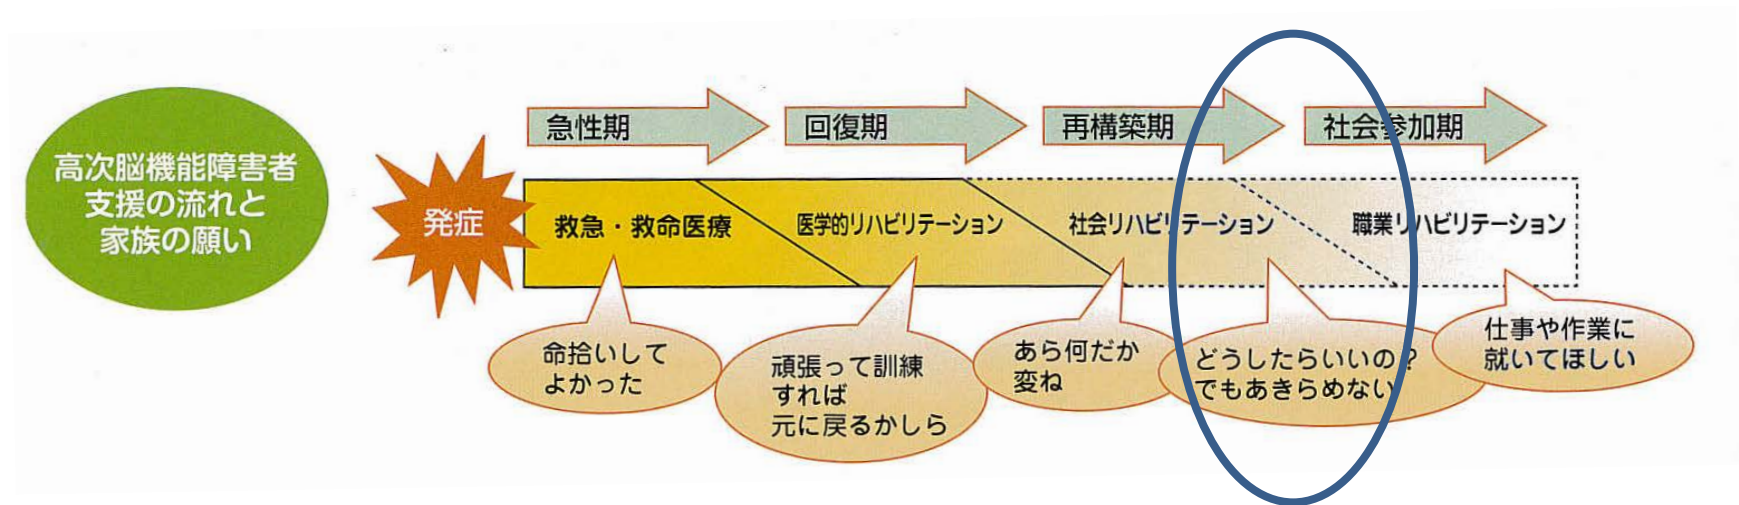 高次脳機能障害者
支援の流れと
家族の願い
発症
急性期
回復期
再構築期
社会参加期
救急・救命医療
医学的リハビリテーション
社会リハビリテーション
職業リハビリテーション
命拾いして
よかった
頑張って訓練
すれば
元に戻るかしら
あら何だか
変ね
どうしたらいいの？
でもあきらめない
仕事や作業に
就いてほしい